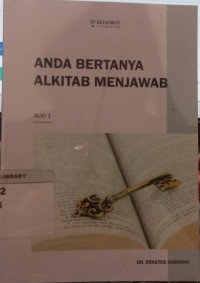 ANDA BERTANYA
ALKITAB MENJAWAB
Jilid 1
LIBRARY
2
DR. ERASTUS SABDONO